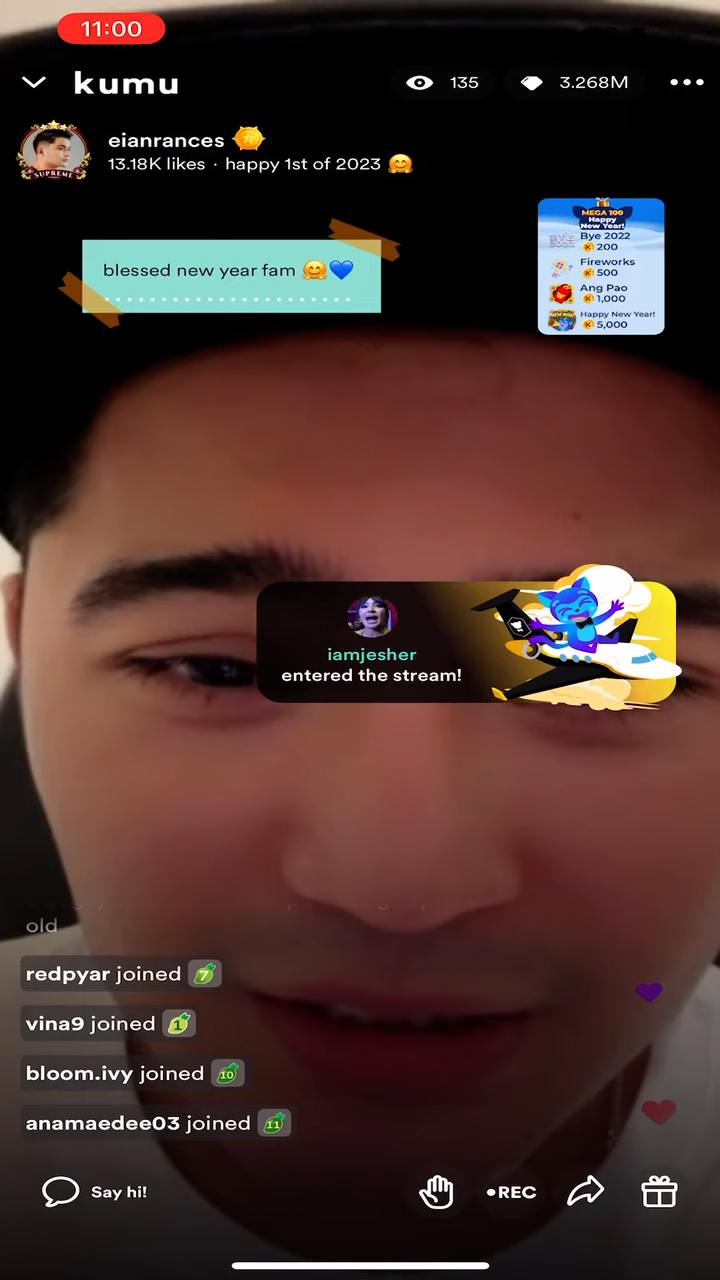 11:00
kumu
135
3.268M
eianrances
13.18K likes · happy 1st of 2023 🤗
SUPREME
blessed new year fam 🤗💙
MEGA 100
Happy
New Year!
Bye 2022
K 200
Fireworks
K 500
Ang Pao
K 1,000
Happy New Year!
K 5,000
iamjesher
entered the stream!
old
redpyar joined 7
vina9 joined 1
bloom.ivy joined 10
anamaedee03 joined 11
Say hi!
•REC